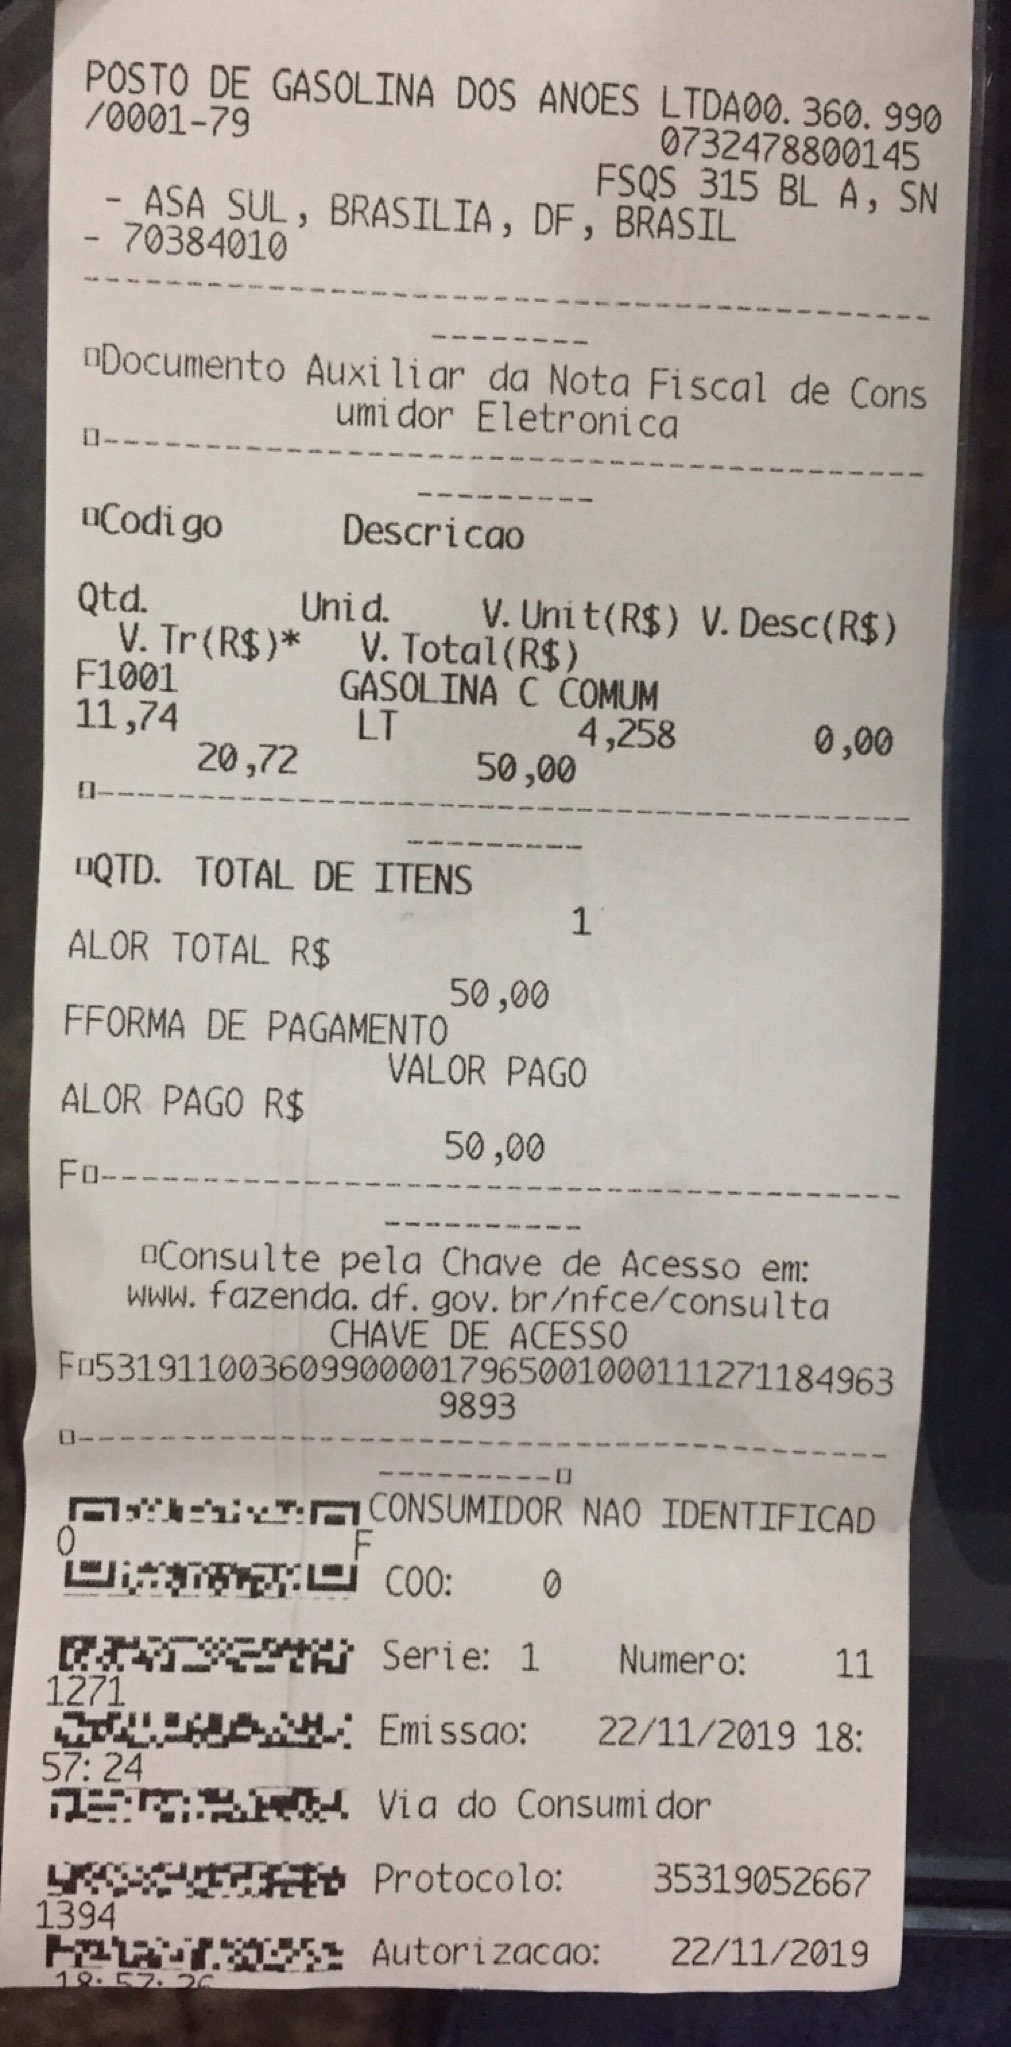 POSTO DE GASOLINA DOS ANOES LTDA00.360.990
/0001-79
0732478800145
FSQS 315 BL A, SN
- ASA SUL, BRASILIA, DF, BRASIL
- 70384010
Documento Auxiliar da Nota Fiscal de Cons
umidor Eletronica
Codigo Descricao
Qtd. Unid. V.Unit(R$) V.Desc(R$)
V.Tr(R$)* V.Total(R$)
F1001 GASOLINA C COMUM
11,74 LT 4,258 0,00
20,72 50,00
QTD. TOTAL DE ITENS
1
ALOR TOTAL R$
50,00
FFORMA DE PAGAMENTO
VALOR PAGO
ALOR PAGO R$
50,00
F
Consulte pela Chave de Acesso em:
www.fazenda.df.gov.br/nfce/consulta
CHAVE DE ACESSO
F5319110036099000017965001000111271184963
9893
CONSUMIDOR NAO IDENTIFICAD
O F
COO: 0
Serie: 1 Numero: 11
1271
Emissao: 22/11/2019 18:
57:24
Via do Consumidor
Protocolo: 35319052667
1394
Autorizacao: 22/11/2019
18:57:26